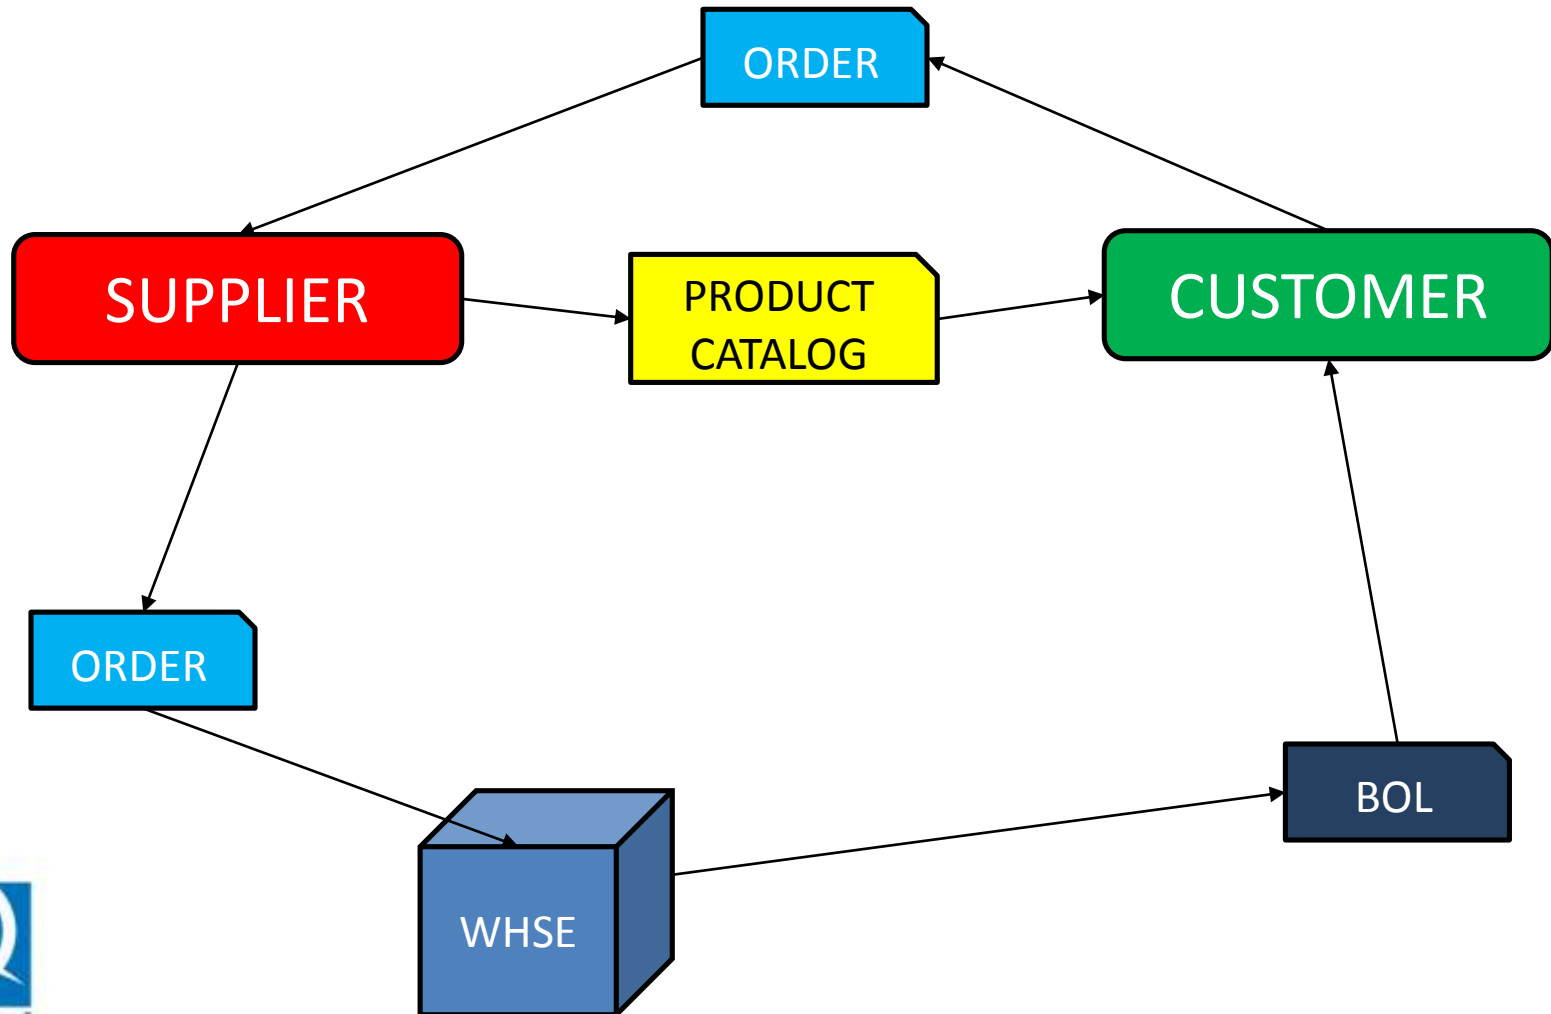 ORDER
SUPPLIER
PRODUCT
CATALOG
CUSTOMER
ORDER
BOL
WHSE